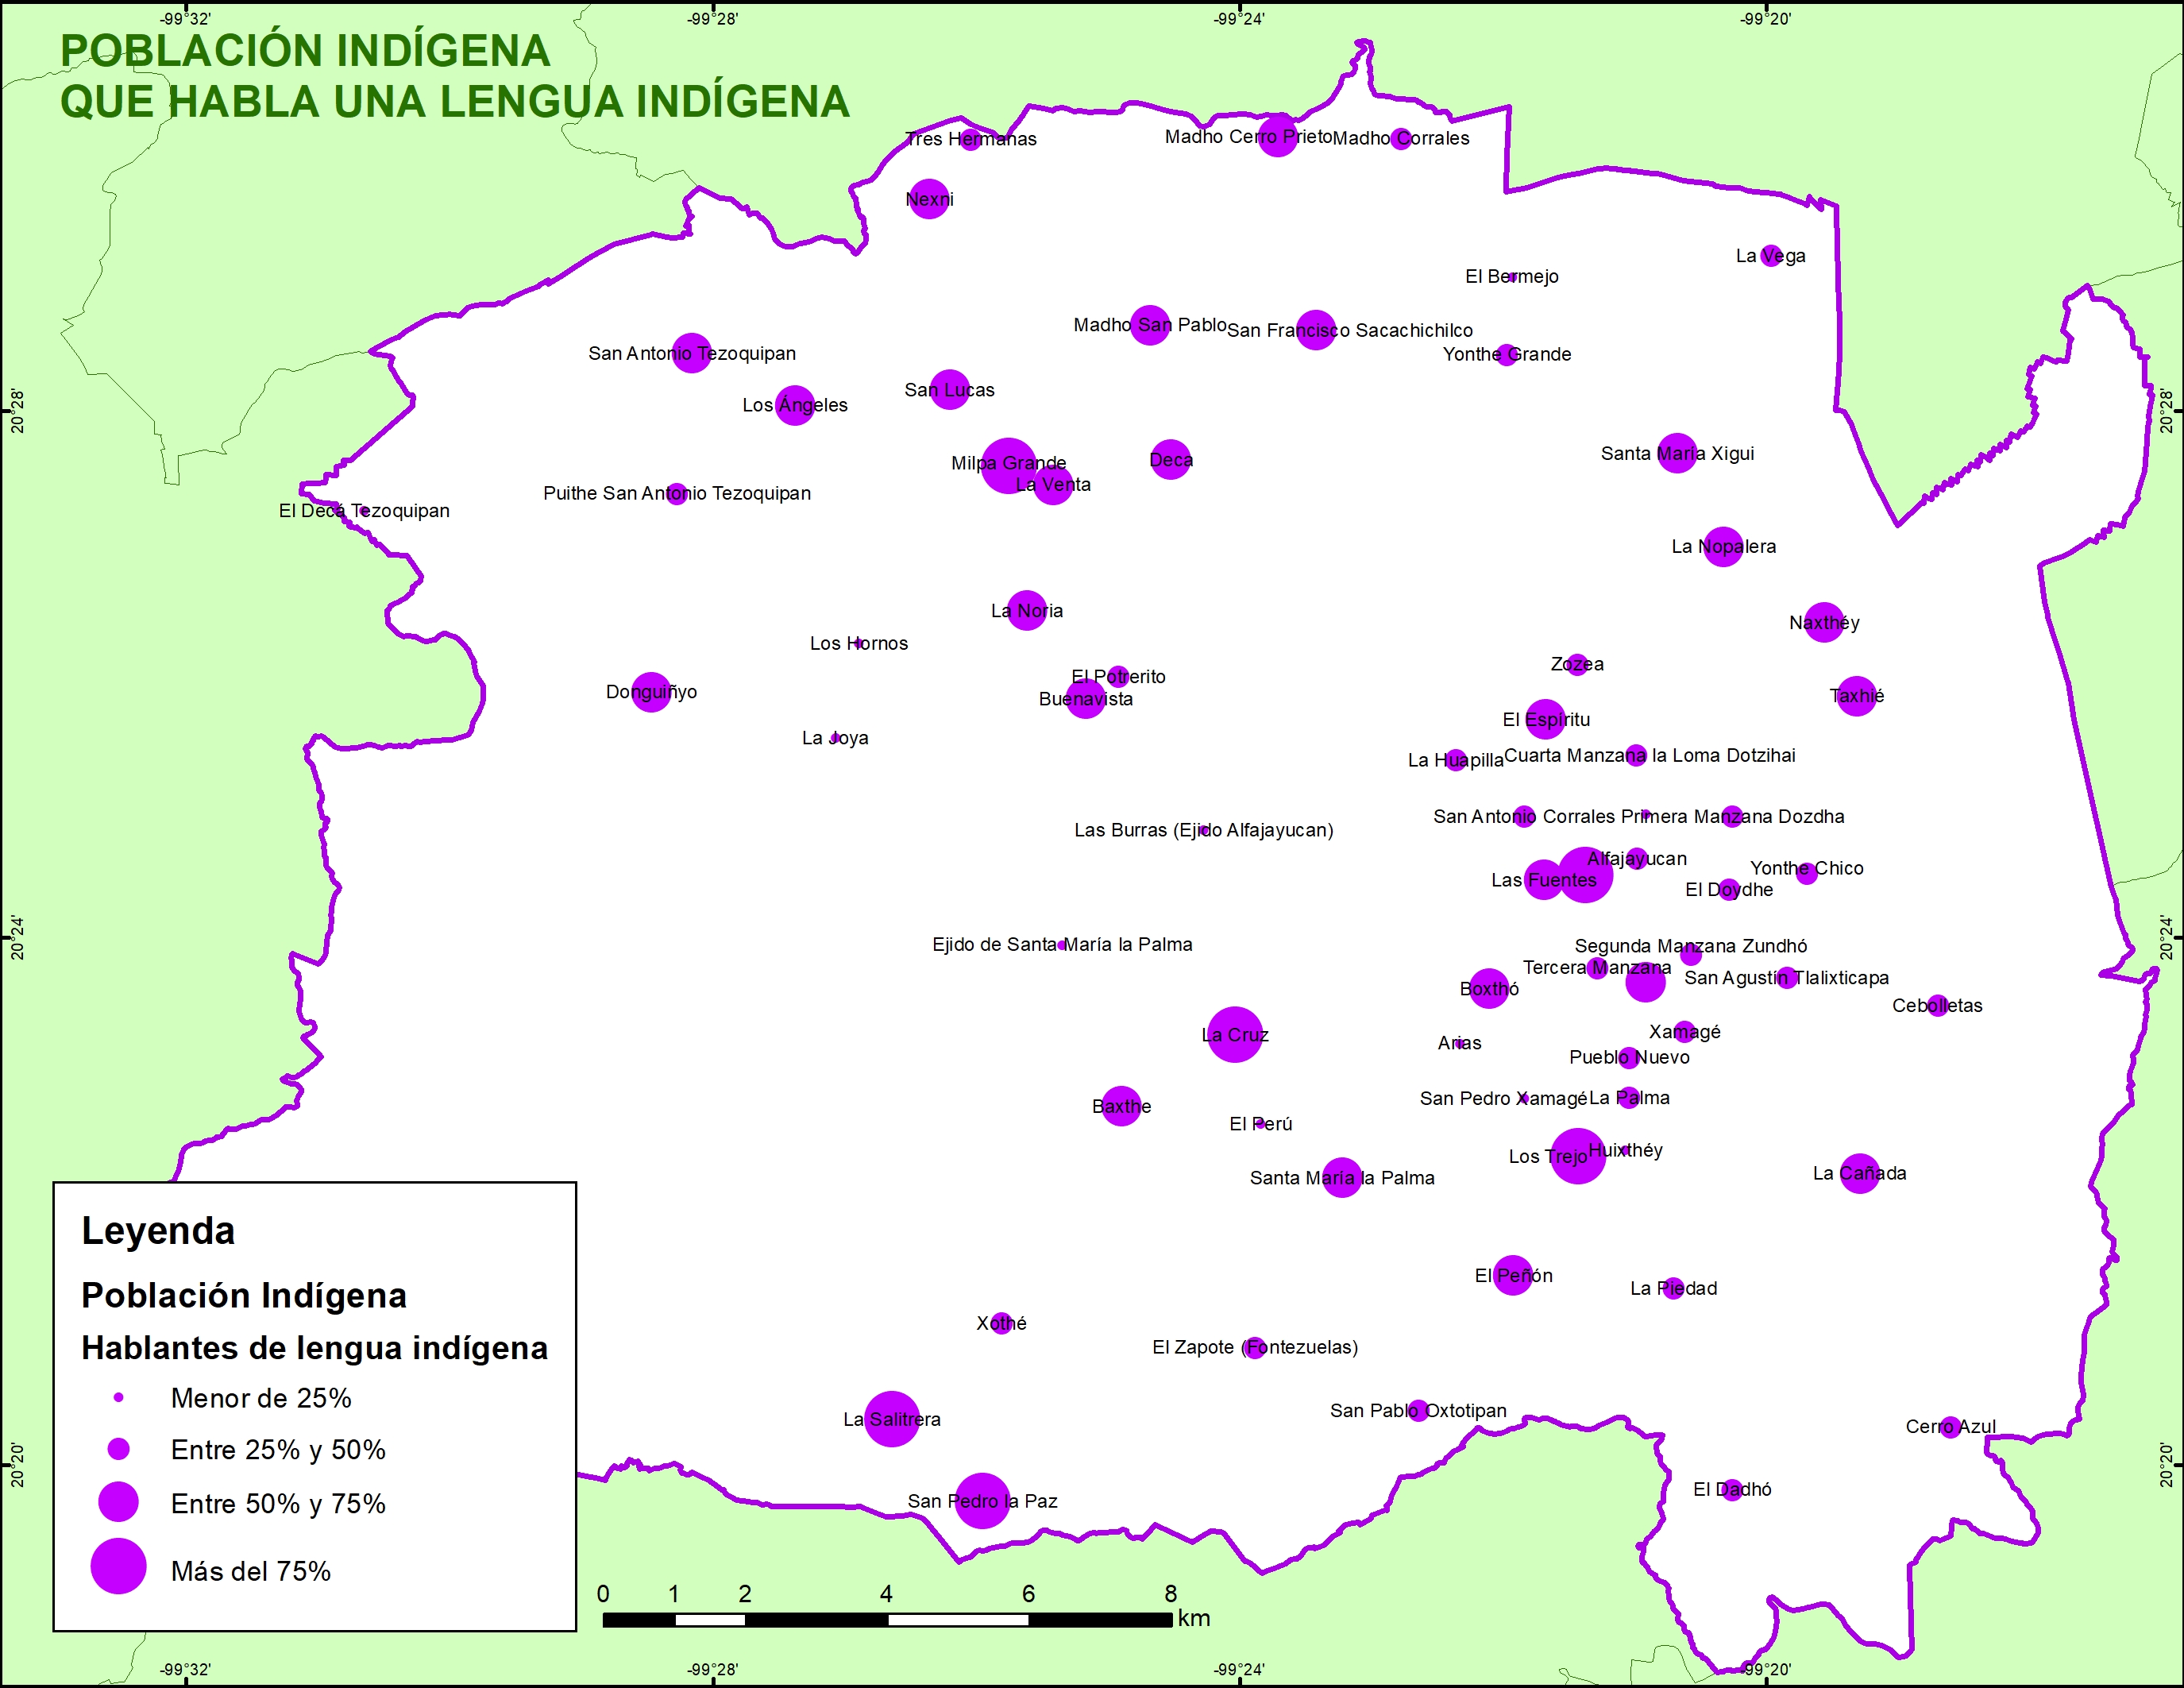 -99°32' -99°28' -99°24' -99°20'
POBLACIÓN INDÍGENA
QUE HABLA UNA LENGUA INDÍGENA
Tres Hermanas
Madho Cerro Prieto
Madho Corrales
Nexni
La Vega
El Bermejo
Madho San Pablo
San Francisco Sacachichilco
San Antonio Tezoquipan
Yonthe Grande
San Lucas
Los Ángeles
20°28'
20°28'
Santa María Xigui
Milpa Grande
Deca
La Venta
Puithe San Antonio Tezoquipan
El Decá Tezoquipan
La Nopalera
La Noria
Naxthéy
Los Hornos
Zozea
El Potrerito
Donguiñyo
Buenavista
Taxhié
El Espíritu
La Joya
La Huapilla
Cuarta Manzana la Loma Dotzihai
San Antonio Corrales
Primera Manzana Dozdha
Las Burras (Ejido Alfajayucan)
Alfajayucan
Yonthe Chico
Las Fuentes
El Doydhe
20°24'
20°24'
Ejido de Santa María la Palma
Segunda Manzana Zundhó
Tercera Manzana
San Agustín Tlalixticapa
Boxthó
Cebolletas
La Cruz
Xamagé
Arias
Pueblo Nuevo
San Pedro Xamagé
La Palma
Baxthe
El Perú
Huixthéy
Los Trejo
La Cañada
Santa María la Palma
El Peñón
La Piedad
Xothé
El Zapote (Fontezuelas)
San Pablo Oxtotipan
La Salitrera
Cerro Azul
20°20'
20°20'
El Dadhó
San Pedro la Paz
Leyenda
Población Indígena
Hablantes de lengua indígena
Menor de 25%
Entre 25% y 50%
Entre 50% y 75%
Más del 75%
0 1 2 4 6 8
km
-99°32' -99°28' -99°24' -99°20'